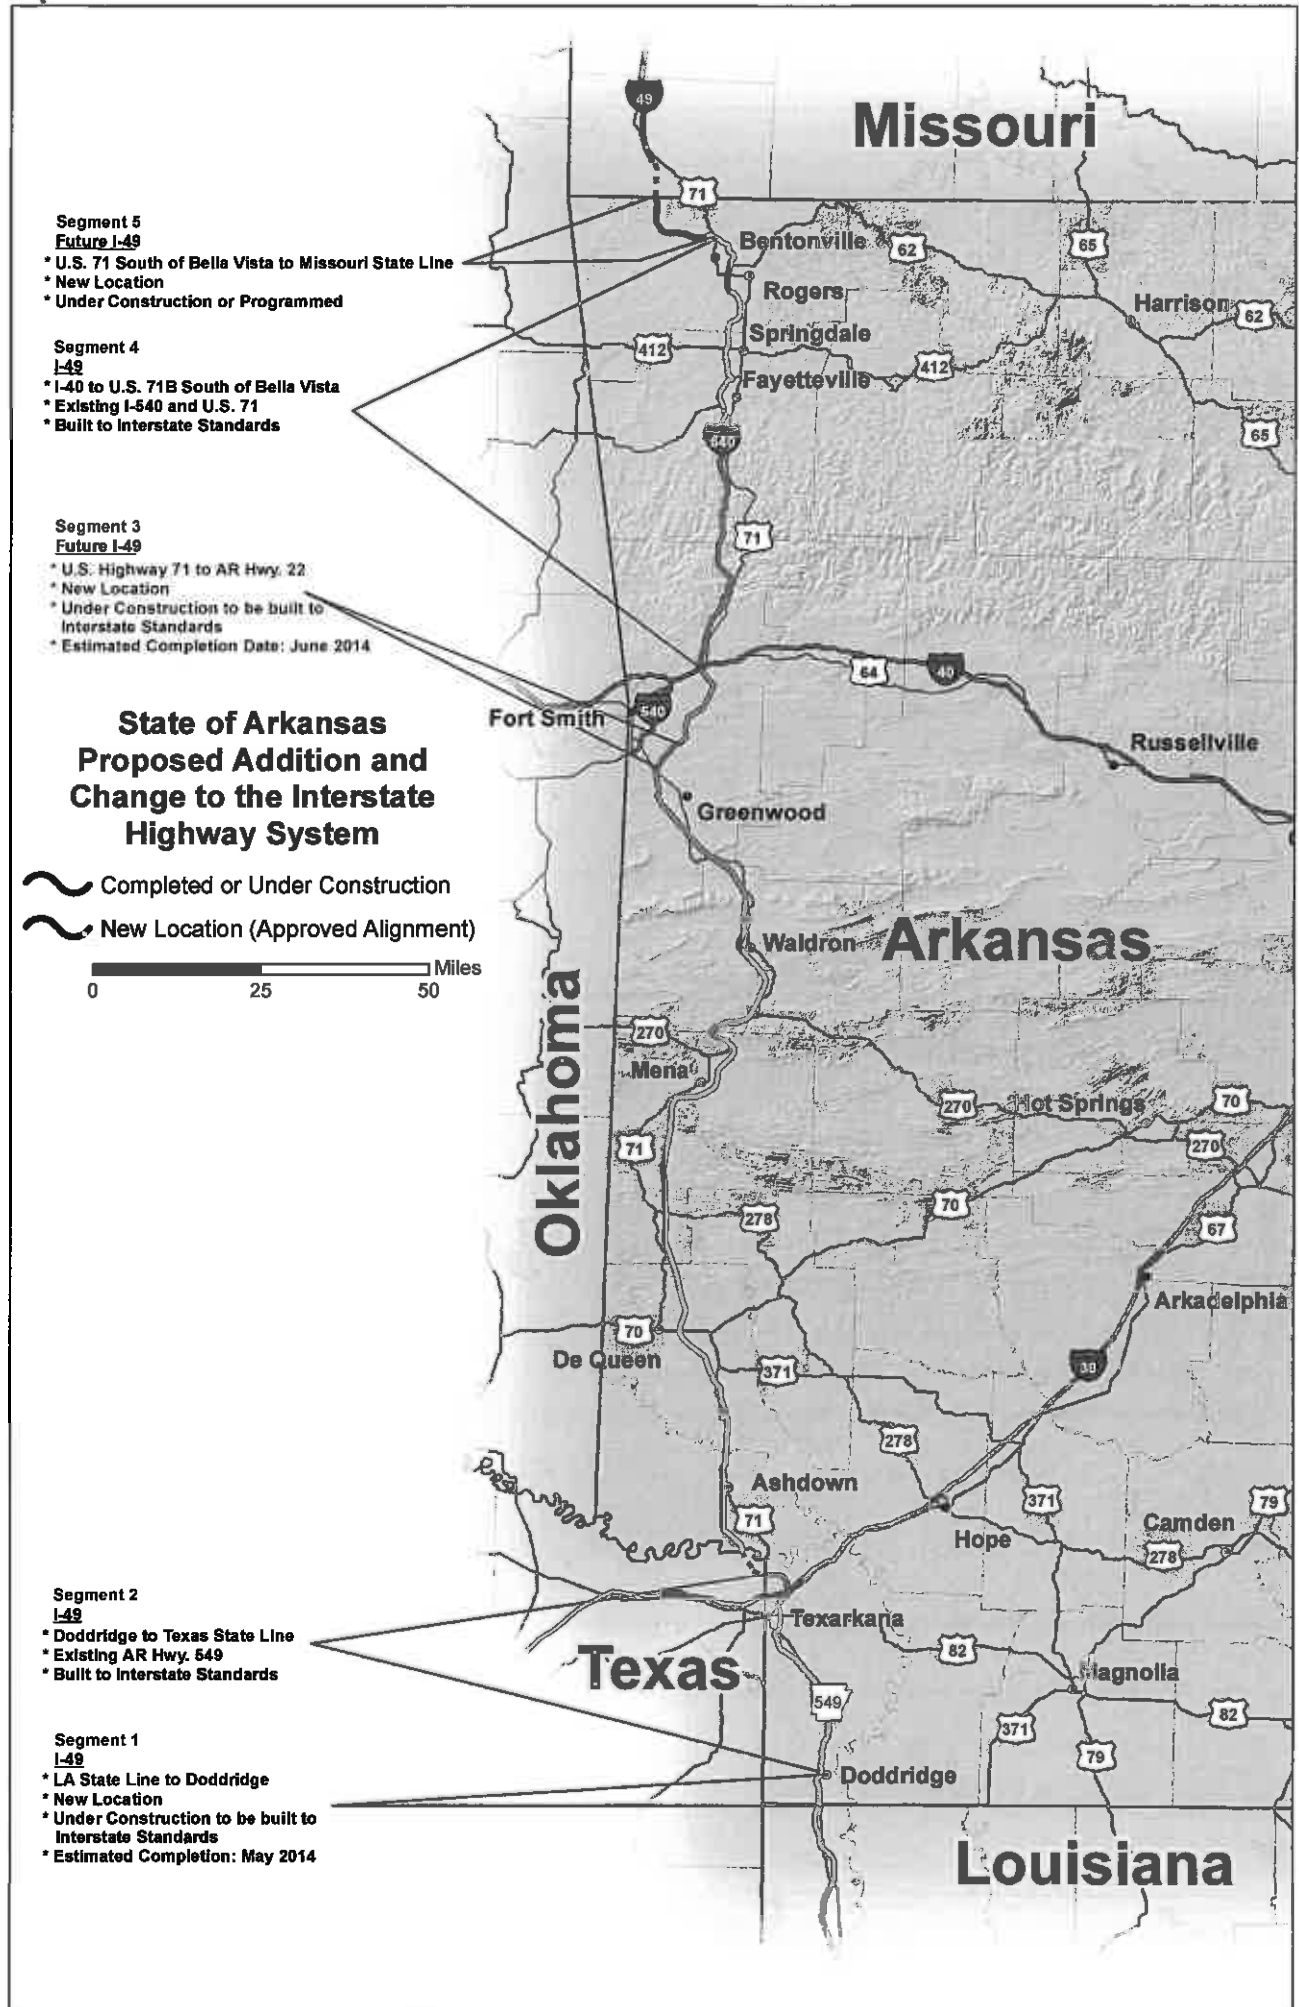 49
Missouri
71
Segment 5
Future I-49
* U.S. 71 South of Bella Vista to Missouri State Line
* New Location
* Under Construction or Programmed
Bentonville
62
65
Rogers
Harrison
62
Springdale
412
412
Fayetteville
Segment 4
I-49
* I-40 to U.S. 71B South of Bella Vista
* Existing I-540 and U.S. 71
* Built to Interstate Standards
540
65
71
Segment 3
Future I-49
* U.S. Highway 71 to AR Hwy. 22
* New Location
* Under Construction to be built to
Interstate Standards
* Estimated Completion Date: June 2014
64
40
540
Fort Smith
Russellville
Greenwood
State of Arkansas
Proposed Addition and
Change to the Interstate
Highway System
Completed or Under Construction
New Location (Approved Alignment)
Miles
0 25 50
Waldron
Arkansas
Oklahoma
270
Mena
270
Hot Springs
70
71
270
278
70
67
Arkadelphia
70
De Queen
371
30
278
Ashdown
71
371
79
Camden
Hope
278
Segment 2
I-49
* Doddridge to Texas State Line
* Existing AR Hwy. 549
* Built to Interstate Standards
Texarkana
Texas
82
Magnolia
549
371
82
79
Segment 1
I-49
* LA State Line to Doddridge
* New Location
* Under Construction to be built to
Interstate Standards
* Estimated Completion: May 2014
Doddridge
Louisiana